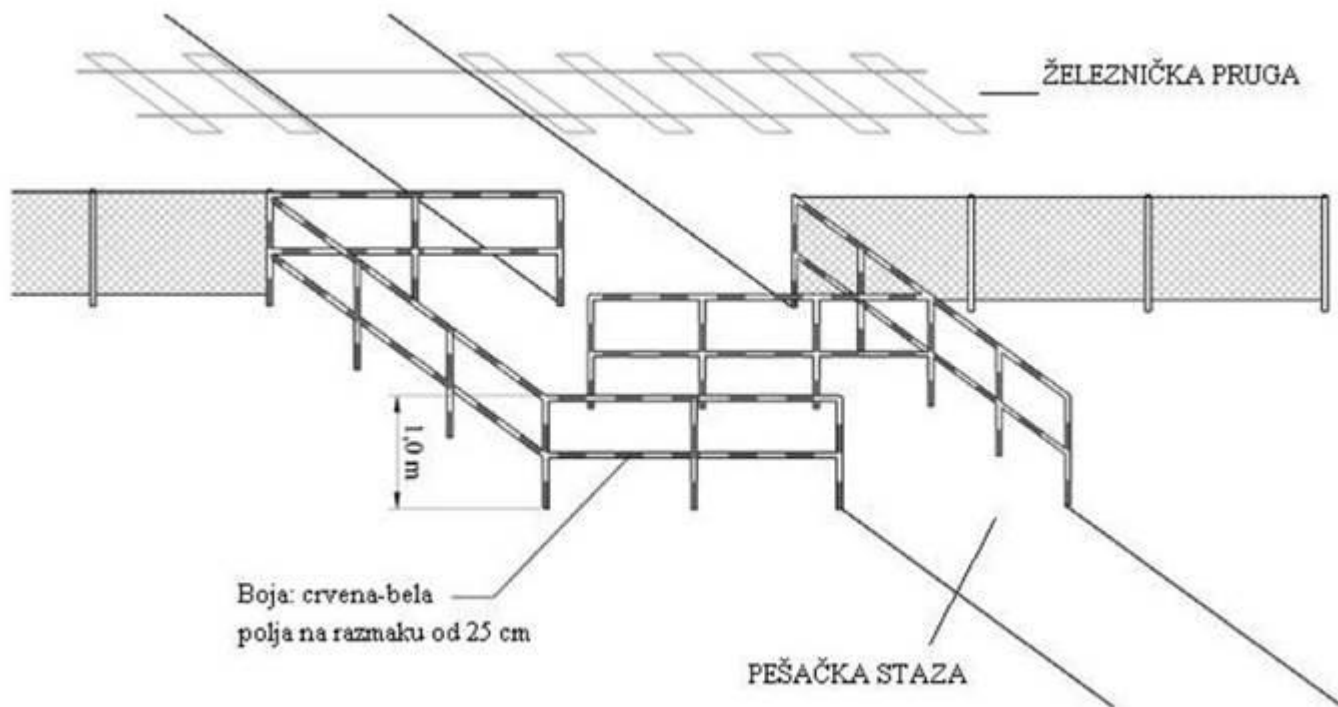 ŽELEZNIČKA PRUGA
1,0 m
Boja: crvena-bela
polja na razmaku od 25 cm
PEŠAČKA STAZA